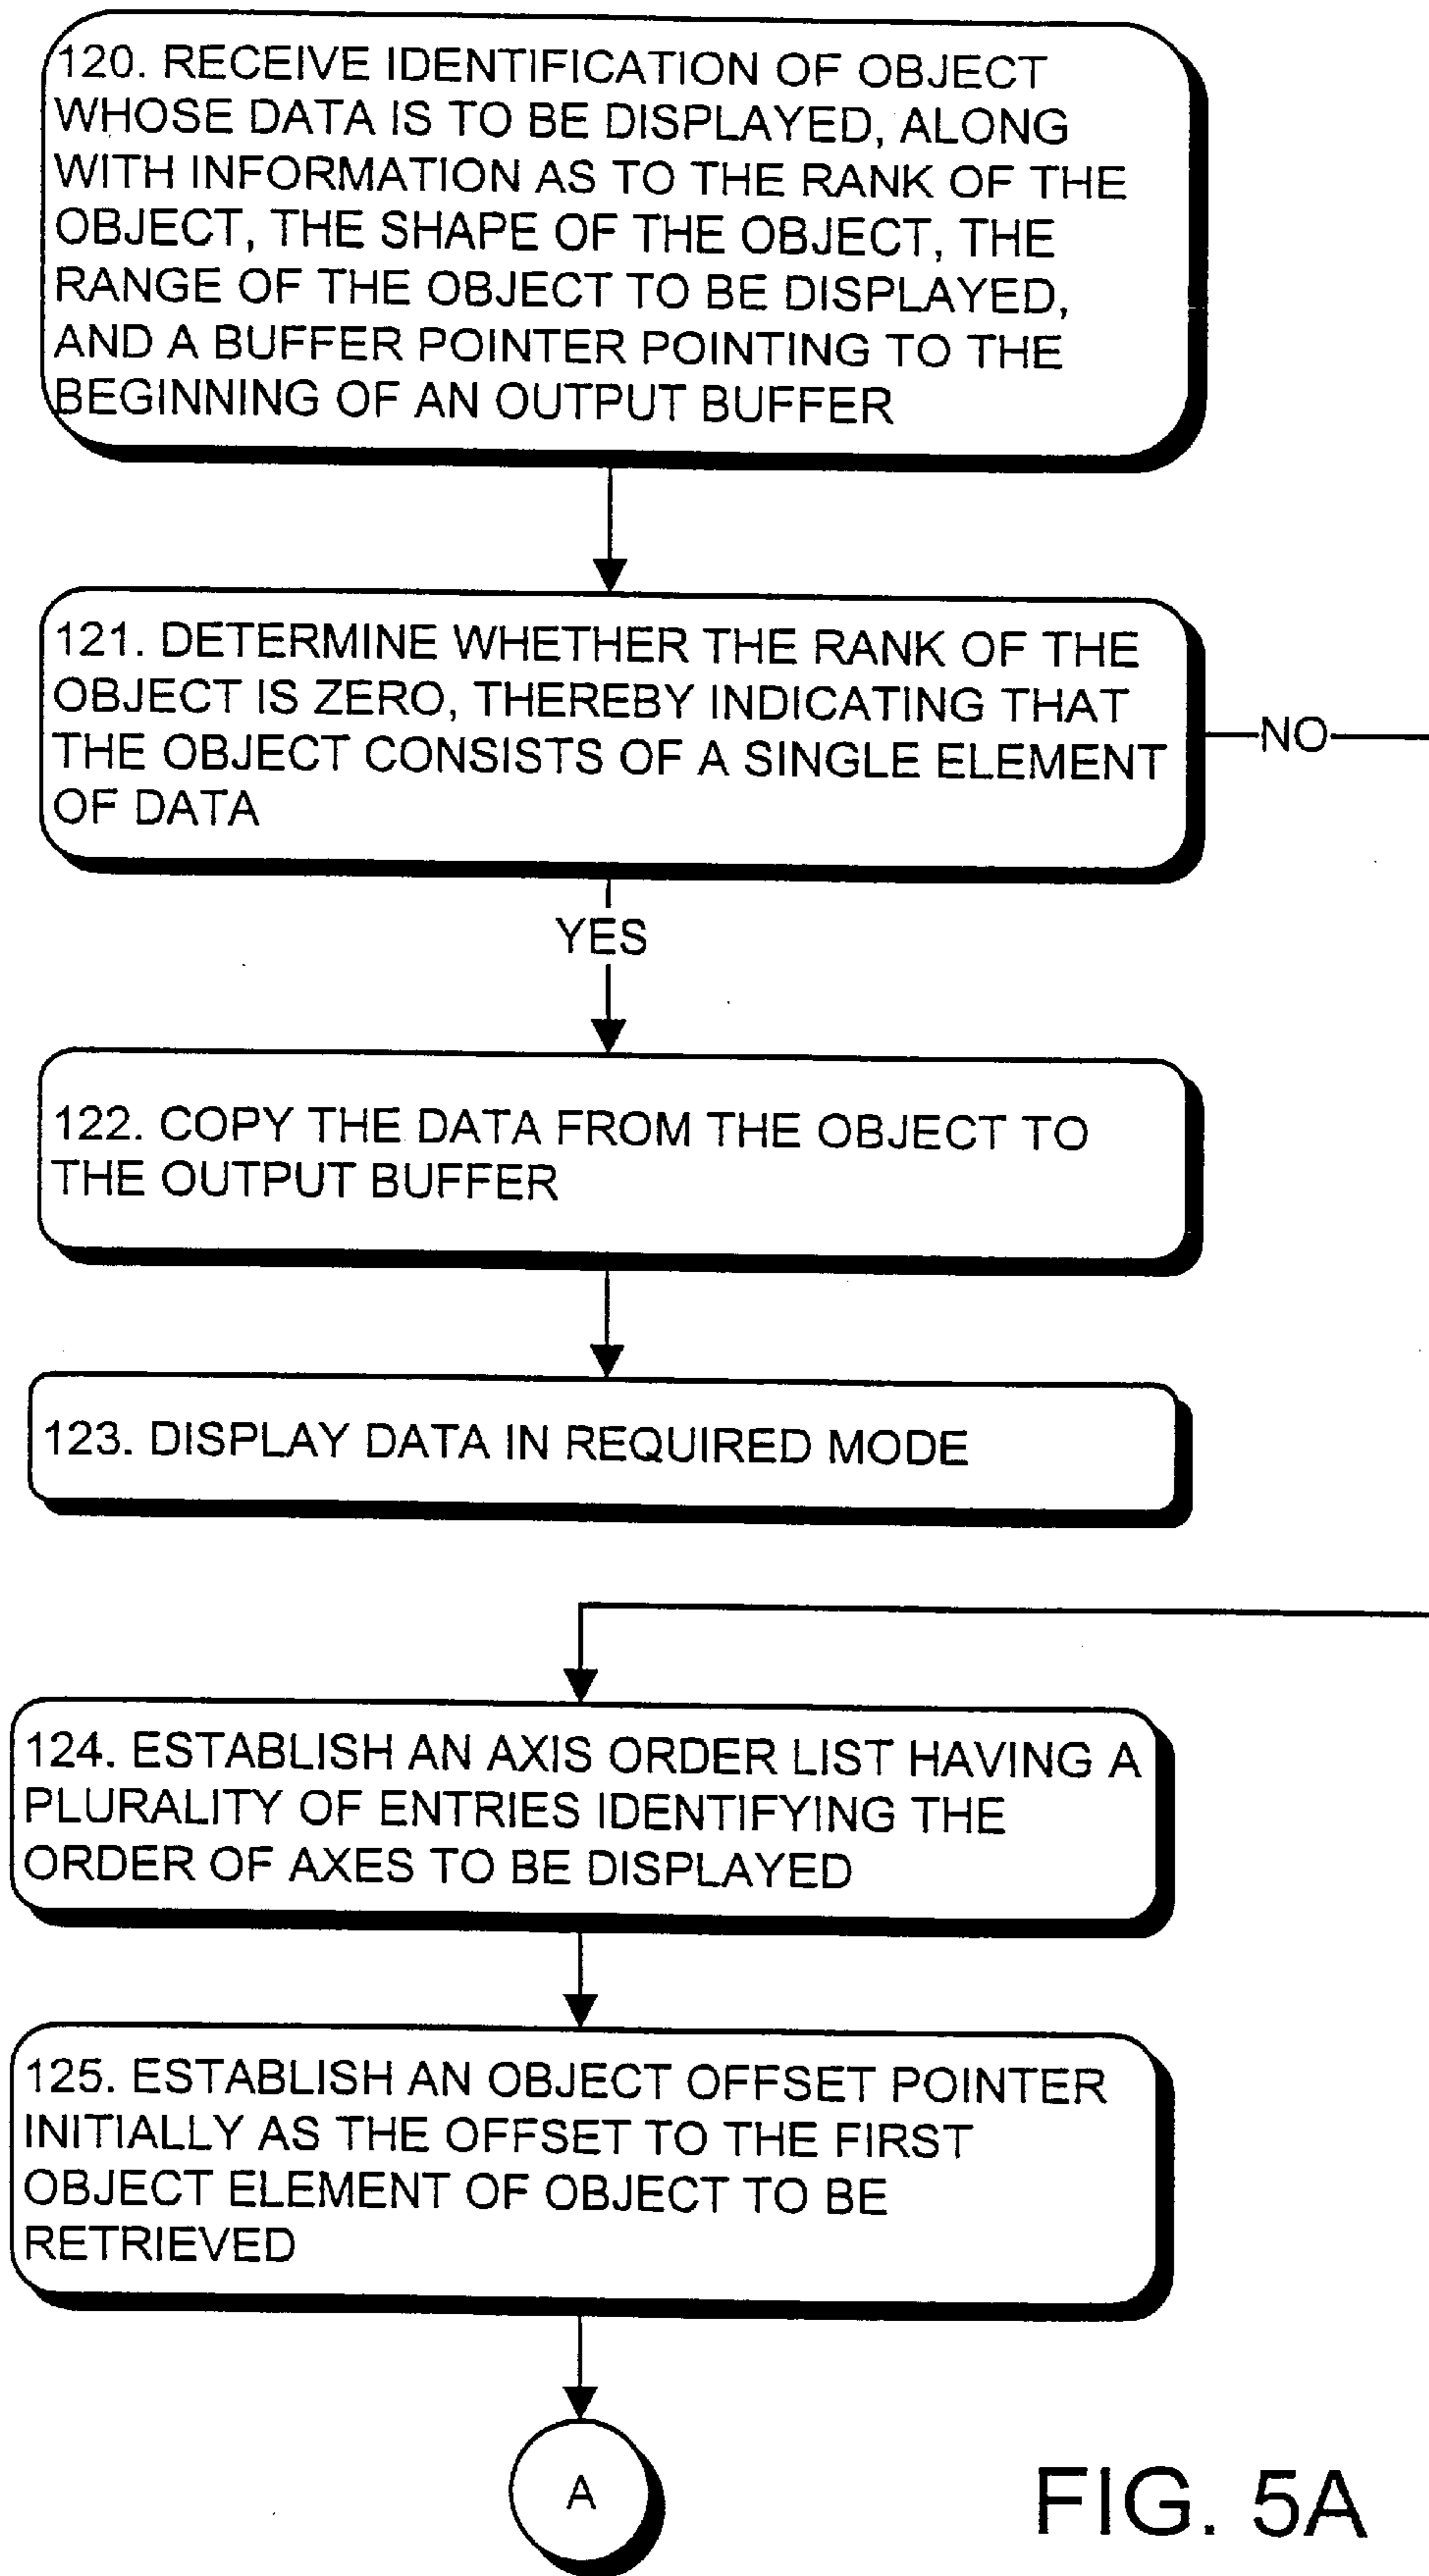 120. RECEIVE IDENTIFICATION OF OBJECT
WHOSE DATA IS TO BE DISPLAYED, ALONG
WITH INFORMATION AS TO THE RANK OF THE
OBJECT, THE SHAPE OF THE OBJECT, THE
RANGE OF THE OBJECT TO BE DISPLAYED,
AND A BUFFER POINTER POINTING TO THE
BEGINNING OF AN OUTPUT BUFFER
121. DETERMINE WHETHER THE RANK OF THE
OBJECT IS ZERO, THEREBY INDICATING THAT
THE OBJECT CONSISTS OF A SINGLE ELEMENT
OF DATA
NO
YES
122. COPY THE DATA FROM THE OBJECT TO
THE OUTPUT BUFFER
123. DISPLAY DATA IN REQUIRED MODE
124. ESTABLISH AN AXIS ORDER LIST HAVING A
PLURALITY OF ENTRIES IDENTIFYING THE
ORDER OF AXES TO BE DISPLAYED
125. ESTABLISH AN OBJECT OFFSET POINTER
INITIALLY AS THE OFFSET TO THE FIRST
OBJECT ELEMENT OF OBJECT TO BE
RETRIEVED
A
FIG. 5A